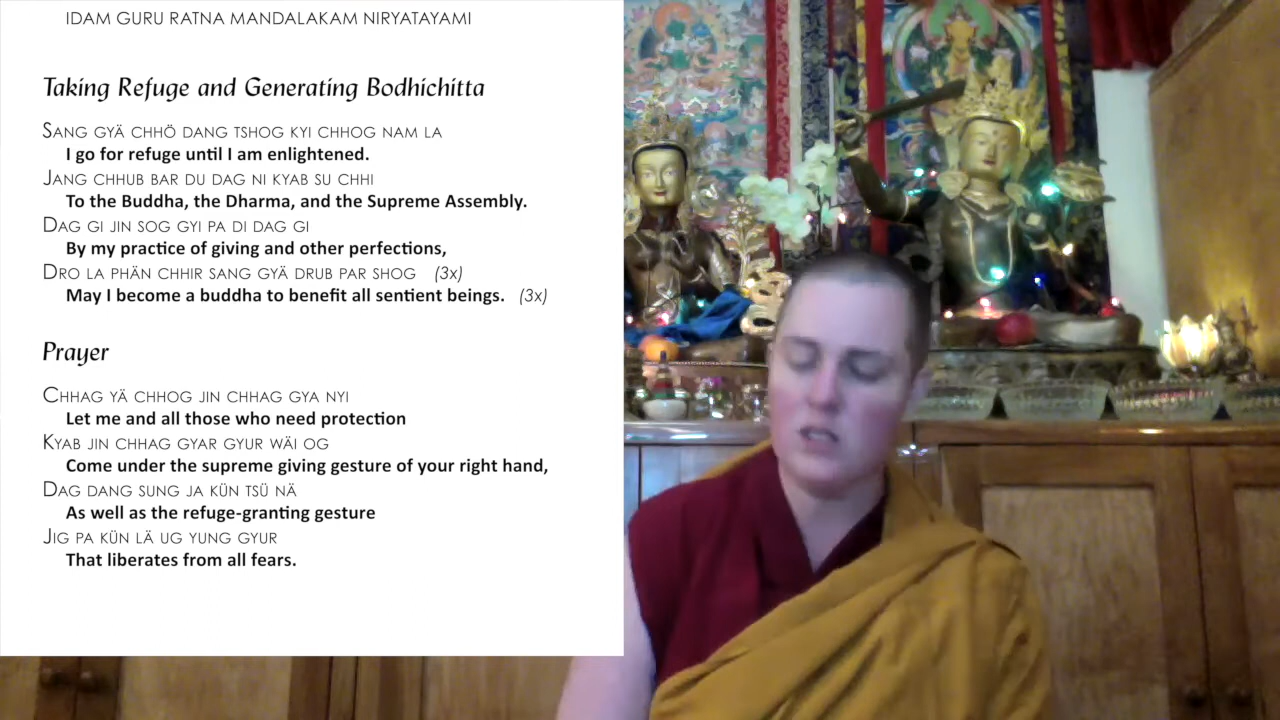 IDAM GURU RATNA MANDALAKAM NIRYATAYAMI
Taking Refuge and Generating Bodhichitta
SANG GYÄ CHHÖ DANG TSHOG KYI CHHOG NAM LA
I go for refuge until I am enlightened.
JANG CHHUB BAR DU DAG NI KYAB SU CHHI
To the Buddha, the Dharma, and the Supreme Assembly.
DAG GI JIN SOG GYI PA DI DAG GI
By my practice of giving and other perfections,
DRO LA PHÄN CHHIR SANG GYÄ DRUB PAR SHOG (3x)
May I become a buddha to benefit all sentient beings. (3x)
Prayer
CHHAG YÄ CHHOG JIN CHHAG GYA NYI
Let me and all those who need protection
KYAB JIN CHHAG GYAR GYUR WÄI OG
Come under the supreme giving gesture of your right hand,
DAG DANG SUNG JA KÜN TSÜ NÄ
As well as the refuge-granting gesture
JIG PA KÜN LÄ UG YUNG GYUR
That liberates from all fears.